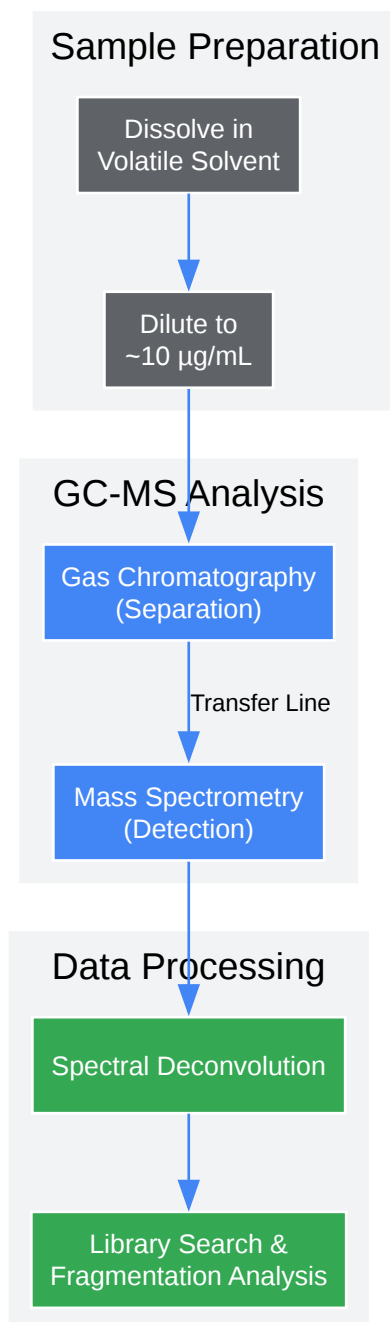 Sample Preparation
Dissolve in
Volatile Solvent
Dilute to
~10 µg/mL
GC-MS Analysis
Gas Chromatography
(Separation)
Transfer Line
Mass Spectrometry
(Detection)
Data Processing
Spectral Deconvolution
Library Search &
Fragmentation Analysis